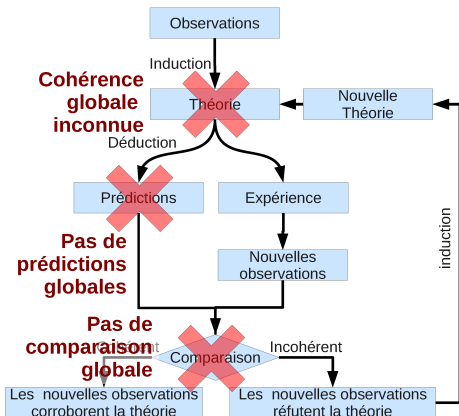 Observations
Induction
Cohérence
globale
inconnue
Théorie
Nouvelle
Théorie
Déduction
Prédictions
Expérience
Pas de
prédictions
globales
Nouvelles
observations
induction
Pas de
comparaison
globale
Cohérent
Comparaison
Incohérent
Les nouvelles observations
corroborent la théorie
Les nouvelles observations
réfutent la théorie